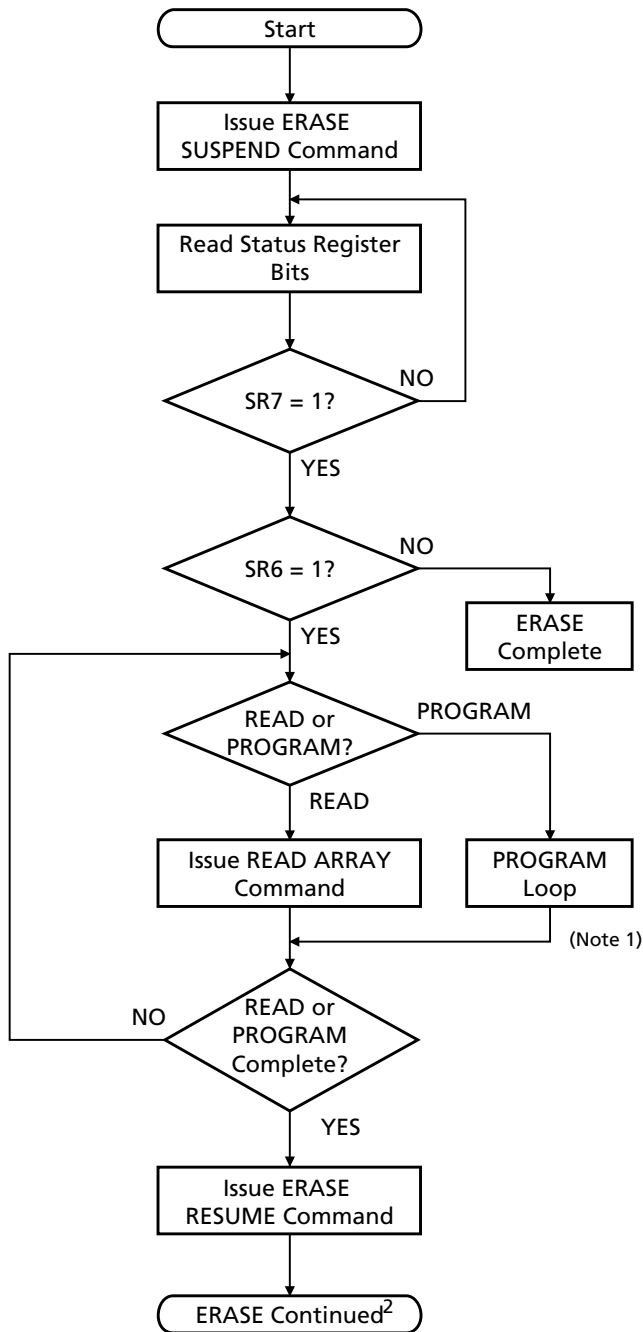 Start
Issue ERASE
SUSPEND Command
Read Status Register
Bits
NO
SR7 = 1?
YES
NO
SR6 = 1?
ERASE
Complete
YES
READ or
PROGRAM?
PROGRAM
READ
Issue READ ARRAY
Command
PROGRAM
Loop
(Note 1)
READ or
PROGRAM
Complete?
NO
YES
Issue ERASE
RESUME Command
ERASE Continued²